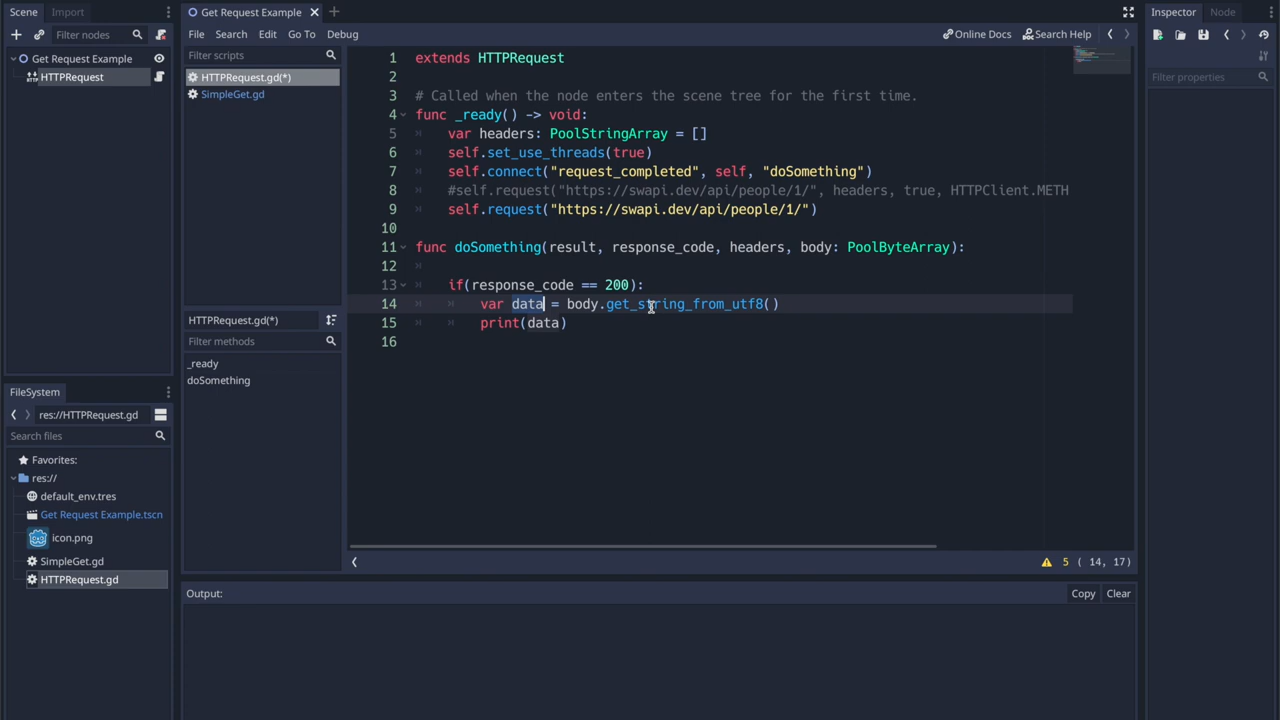 Scene Import
Filter nodes
Get Request Example
HTTPRequest
FileSystem
res://HTTPRequest.gd
Search files
Favorites:
res://
default_env.tres
Get Request Example.tscn
icon.png
SimpleGet.gd
HTTPRequest.gd
Get Request Example
File Search Edit Go To Debug
Online Docs Search Help
Filter scripts
HTTPRequest.gd(*)
SimpleGet.gd
HTTPRequest.gd(*)
Filter methods
_ready
doSomething
1 extends HTTPRequest
2
3 # Called when the node enters the scene tree for the first time.
4 func _ready() -> void:
5 var headers: PoolStringArray = []
6 self.set_use_threads(true)
7 self.connect("request_completed", self, "doSomething")
8 #self.request("https://swapi.dev/api/people/1/", headers, true, HTTPClient.METH
9 self.request("https://swapi.dev/api/people/1/")
10
11 func doSomething(result, response_code, headers, body: PoolByteArray):
12
13 if(response_code == 200):
14 var data = body.get_string_from_utf8()
15 print(data)
16
5 ( 14, 17)
Output:
Copy Clear
Inspector Node
Filter properties